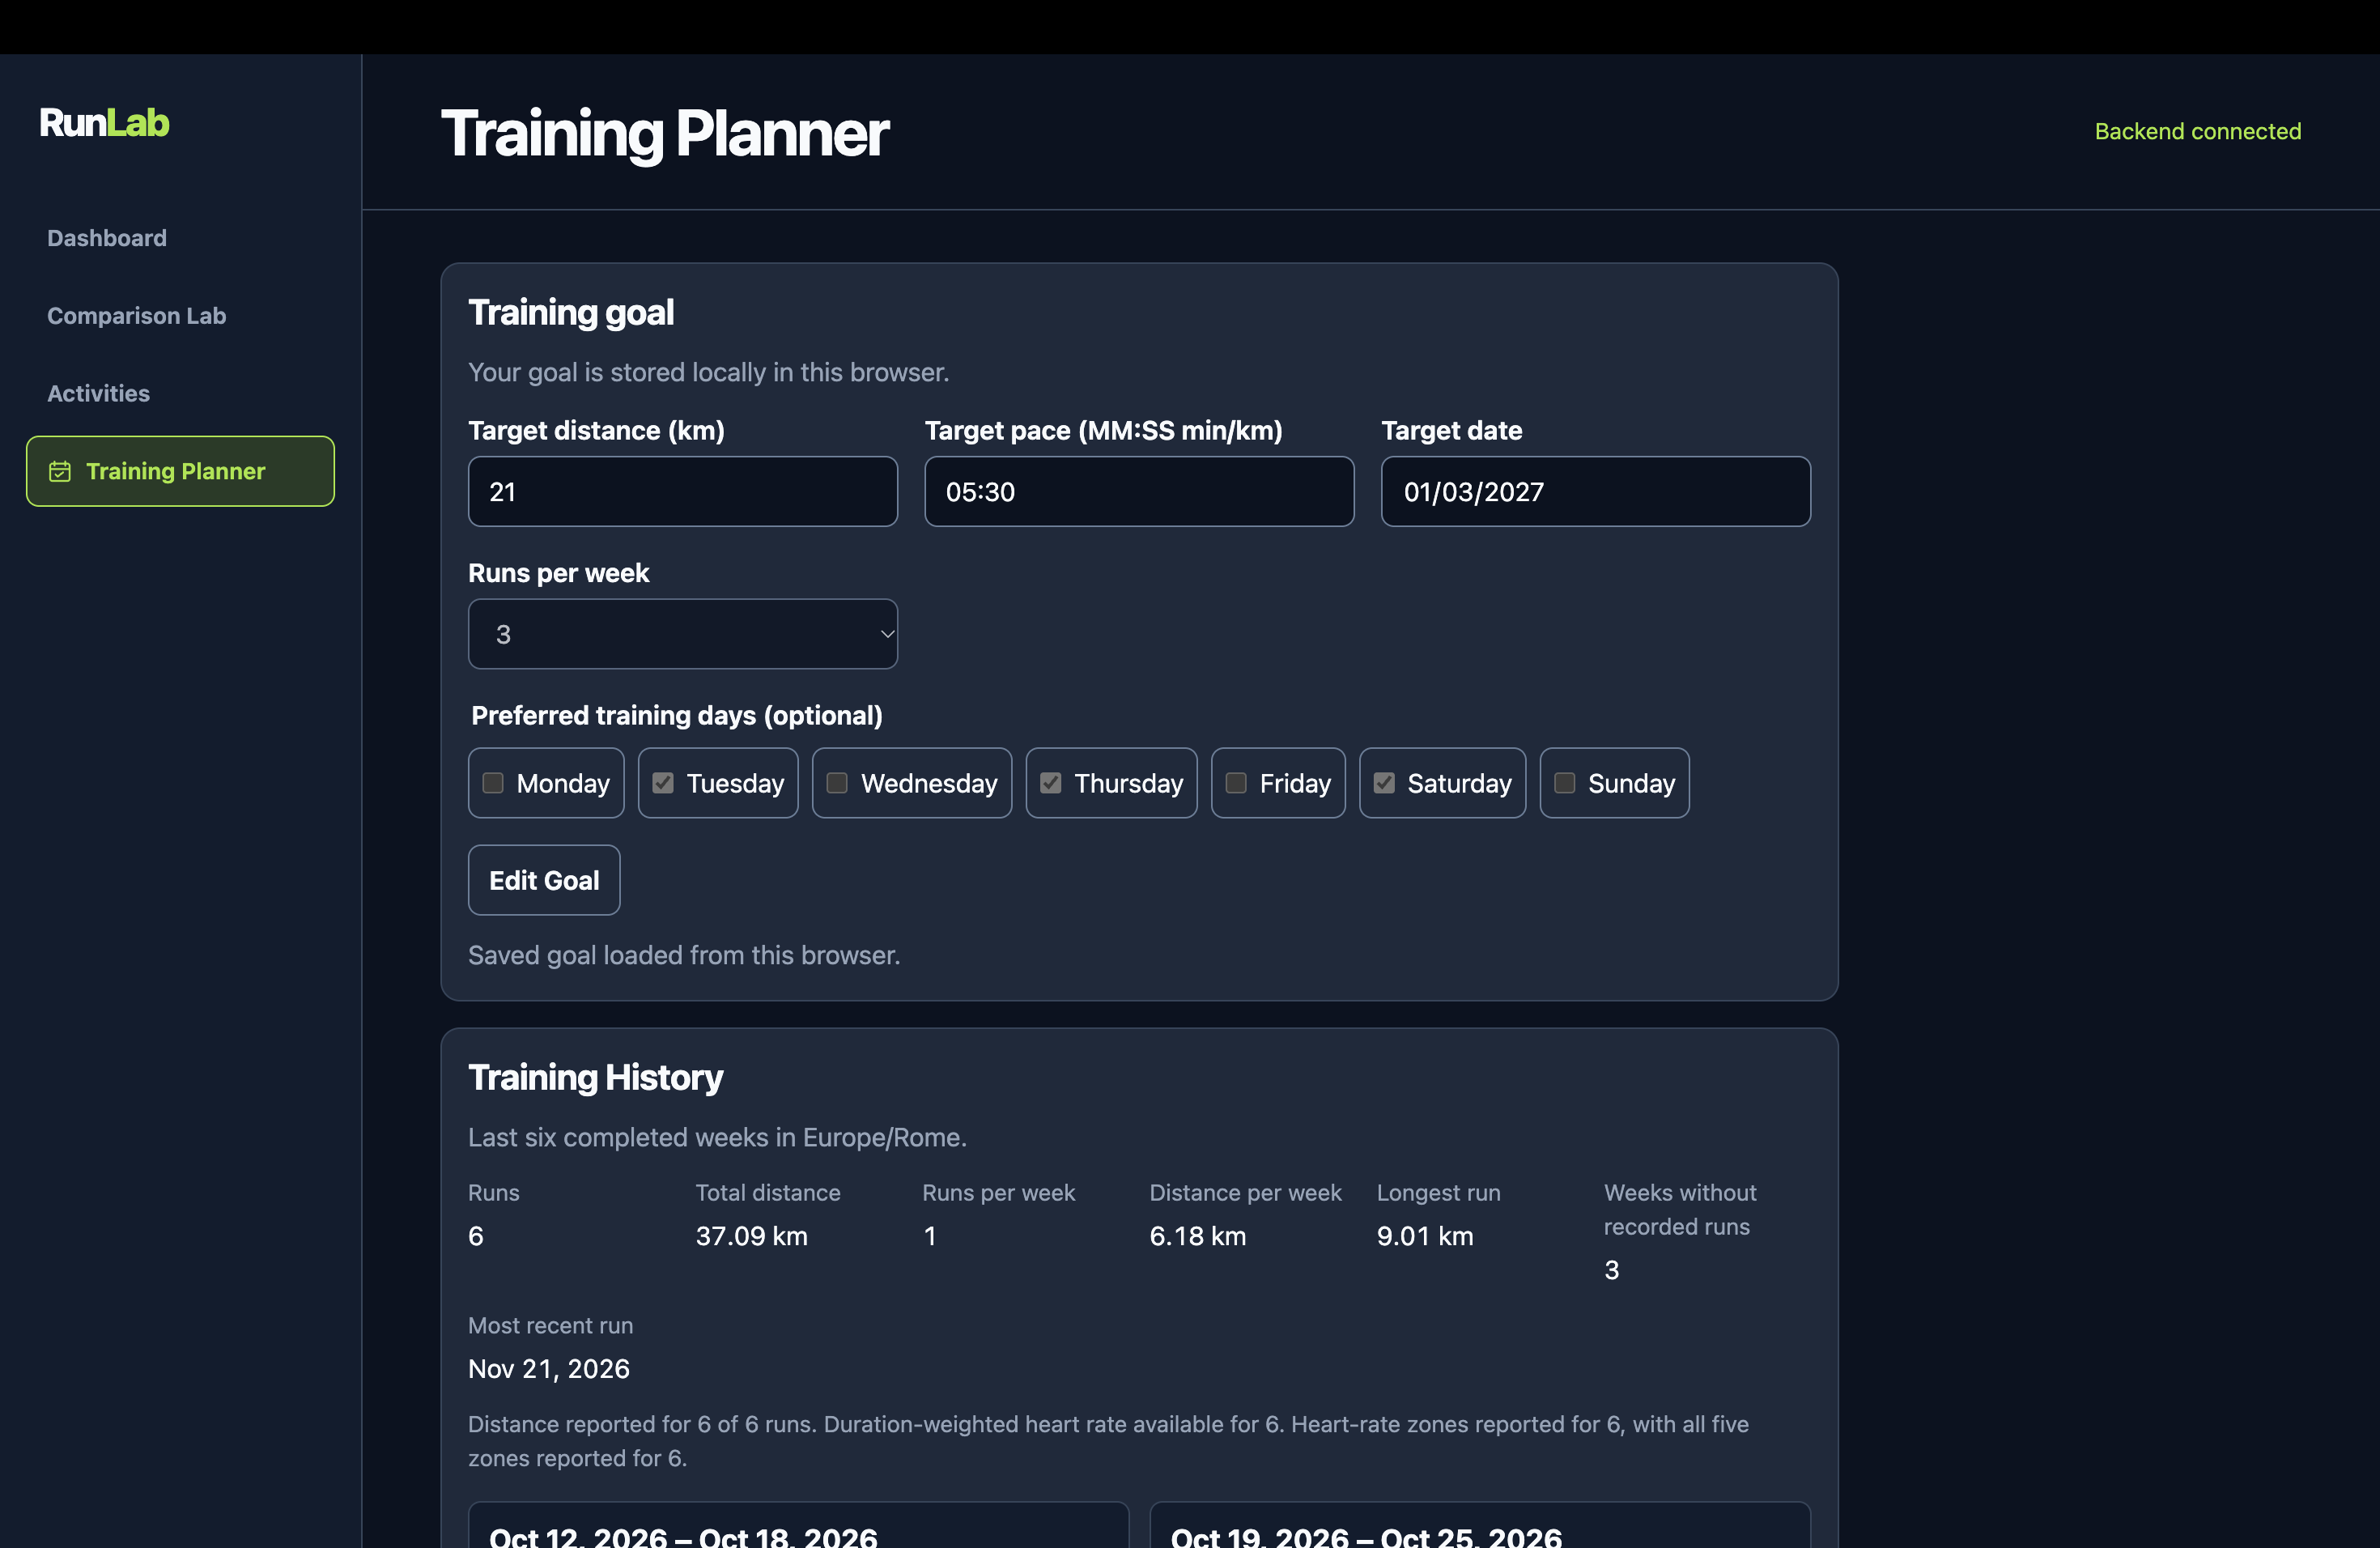 RunLab
Dashboard
Comparison Lab
Activities
Training Planner
Training Planner
Backend connected
Training goal
Your goal is stored locally in this browser.
Target distance (km)
21
Target pace (MM:SS min/km)
05:30
Target date
01/03/2027
Runs per week
3
Preferred training days (optional)
Monday
Tuesday
Wednesday
Thursday
Friday
Saturday
Sunday
Edit Goal
Saved goal loaded from this browser.
Training History
Last six completed weeks in Europe/Rome.
Runs
6
Total distance
37.09 km
Runs per week
1
Distance per week
6.18 km
Longest run
9.01 km
Weeks without
recorded runs
3
Most recent run
Nov 21, 2026
Distance reported for 6 of 6 runs. Duration-weighted heart rate available for 6. Heart-rate zones reported for 6, with all five
zones reported for 6.
Oct 12, 2026 – Oct 18, 2026
Oct 19, 2026 – Oct 25, 2026